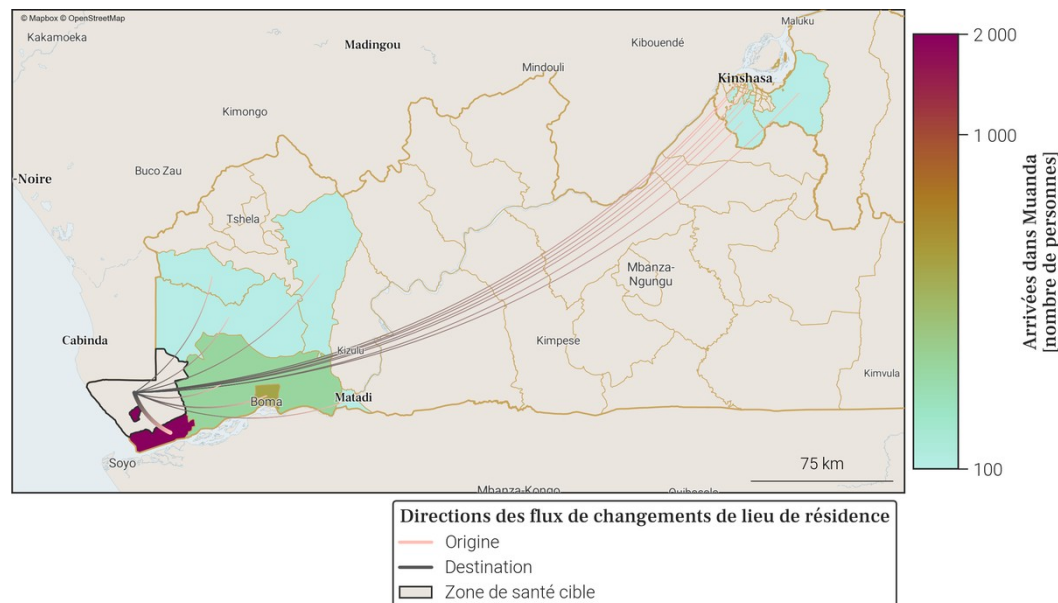 © Mapbox © OpenStreetMap
Kakamoeka
Madingou
Kibouendé
Maluku
Mindouli
Kinshasa
Kimongo
Buco Zau
-Noire
Tshela
Mbanza-
Ngungu
Cabinda
Kizulu
Kimpese
Kimvula
Boma
Matadi
Soyo
75 km
Mbanza-Kongo
2 000
1 000
100
Arrivées dans Muanda
[nombre de personnes]
Directions des flux de changements de lieu de résidence
Origine
Destination
Zone de santé cible